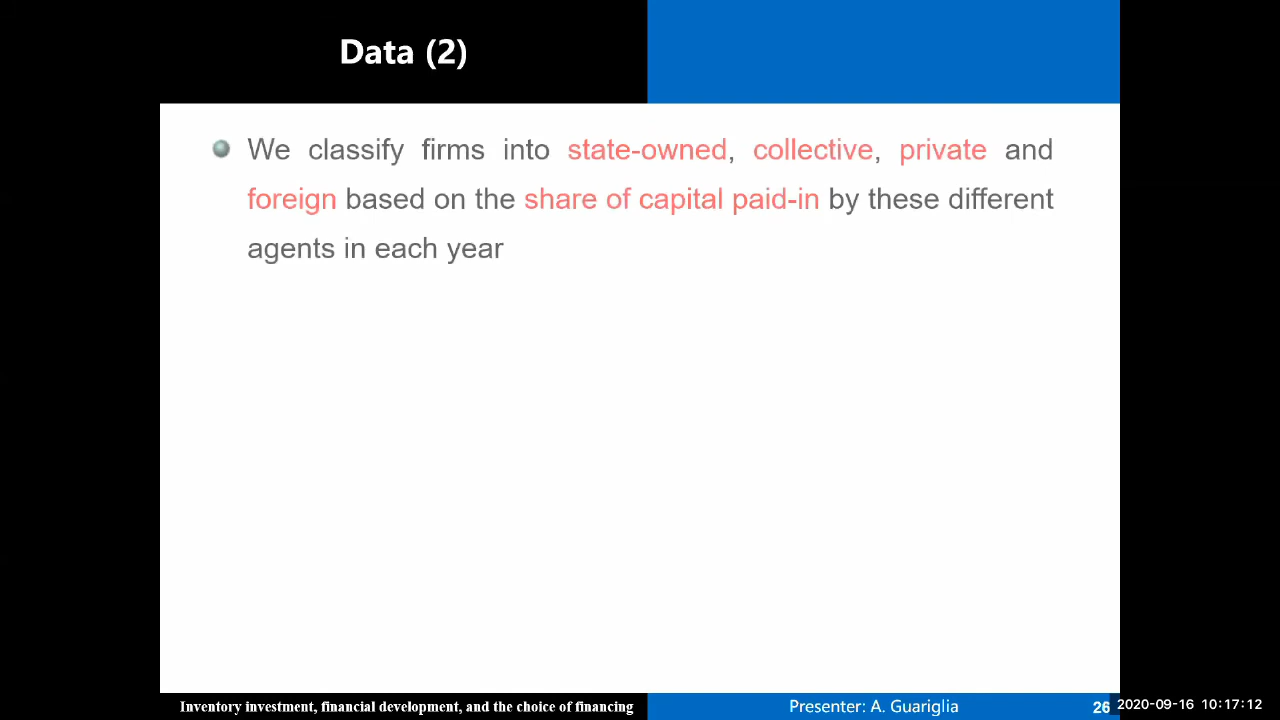 Data (2)
We classify firms into state-owned, collective, private and
foreign based on the share of capital paid-in by these different
agents in each year
Inventory investment, financial development, and the choice of financing
Presenter: A. Guariglia
26
2020-09-16 10:17:12